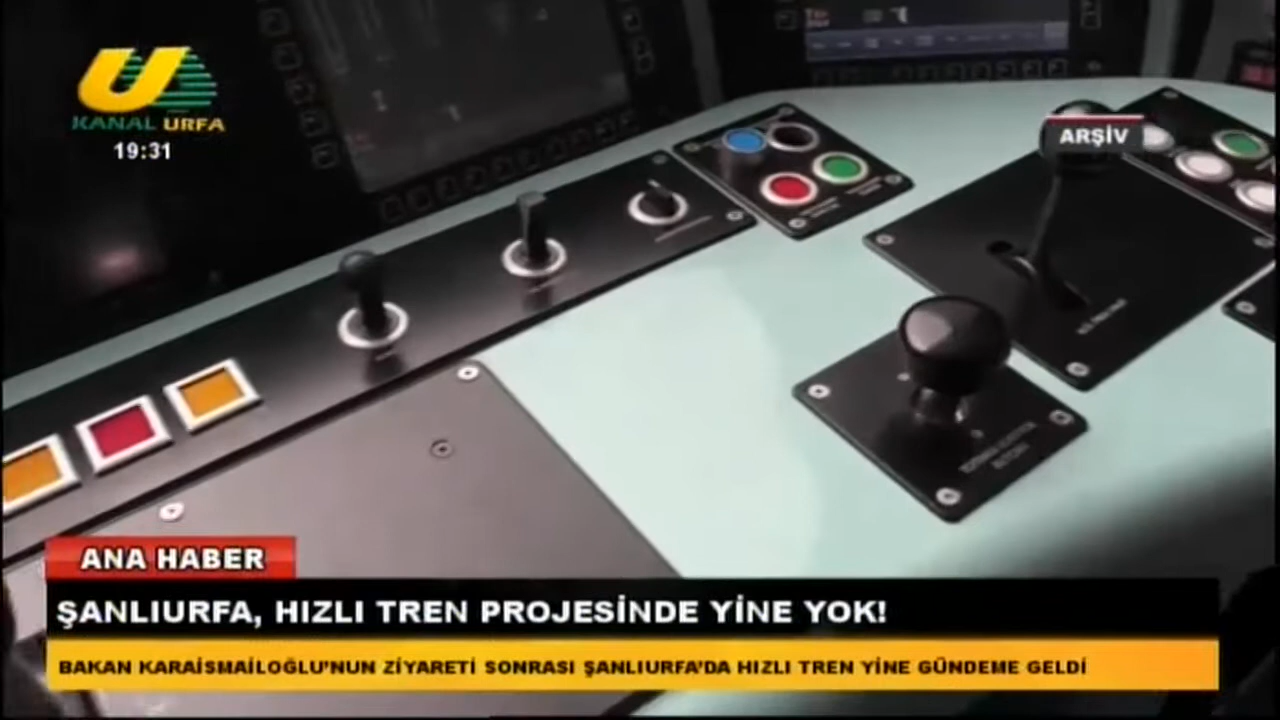 KANAL URFA
19:31
ARŞİV
ANA HABER
ŞANLIURFA, HIZLI TREN PROJESİNDE YİNE YOK!
BAKAN KARAİSMAİLOĞLU'NUN ZİYARETİ SONRASI ŞANLIURFA'DA HIZLI TREN YİNE GÜNDEME GELDİ